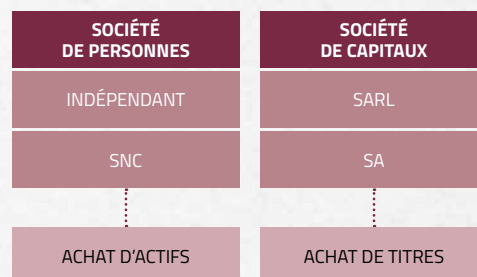 SOCIÉTÉ
DE PERSONNES
INDÉPENDANT
SNC
ACHAT D'ACTIFS
SOCIÉTÉ
DE CAPITAUX
SARL
SA
ACHAT DE TITRES